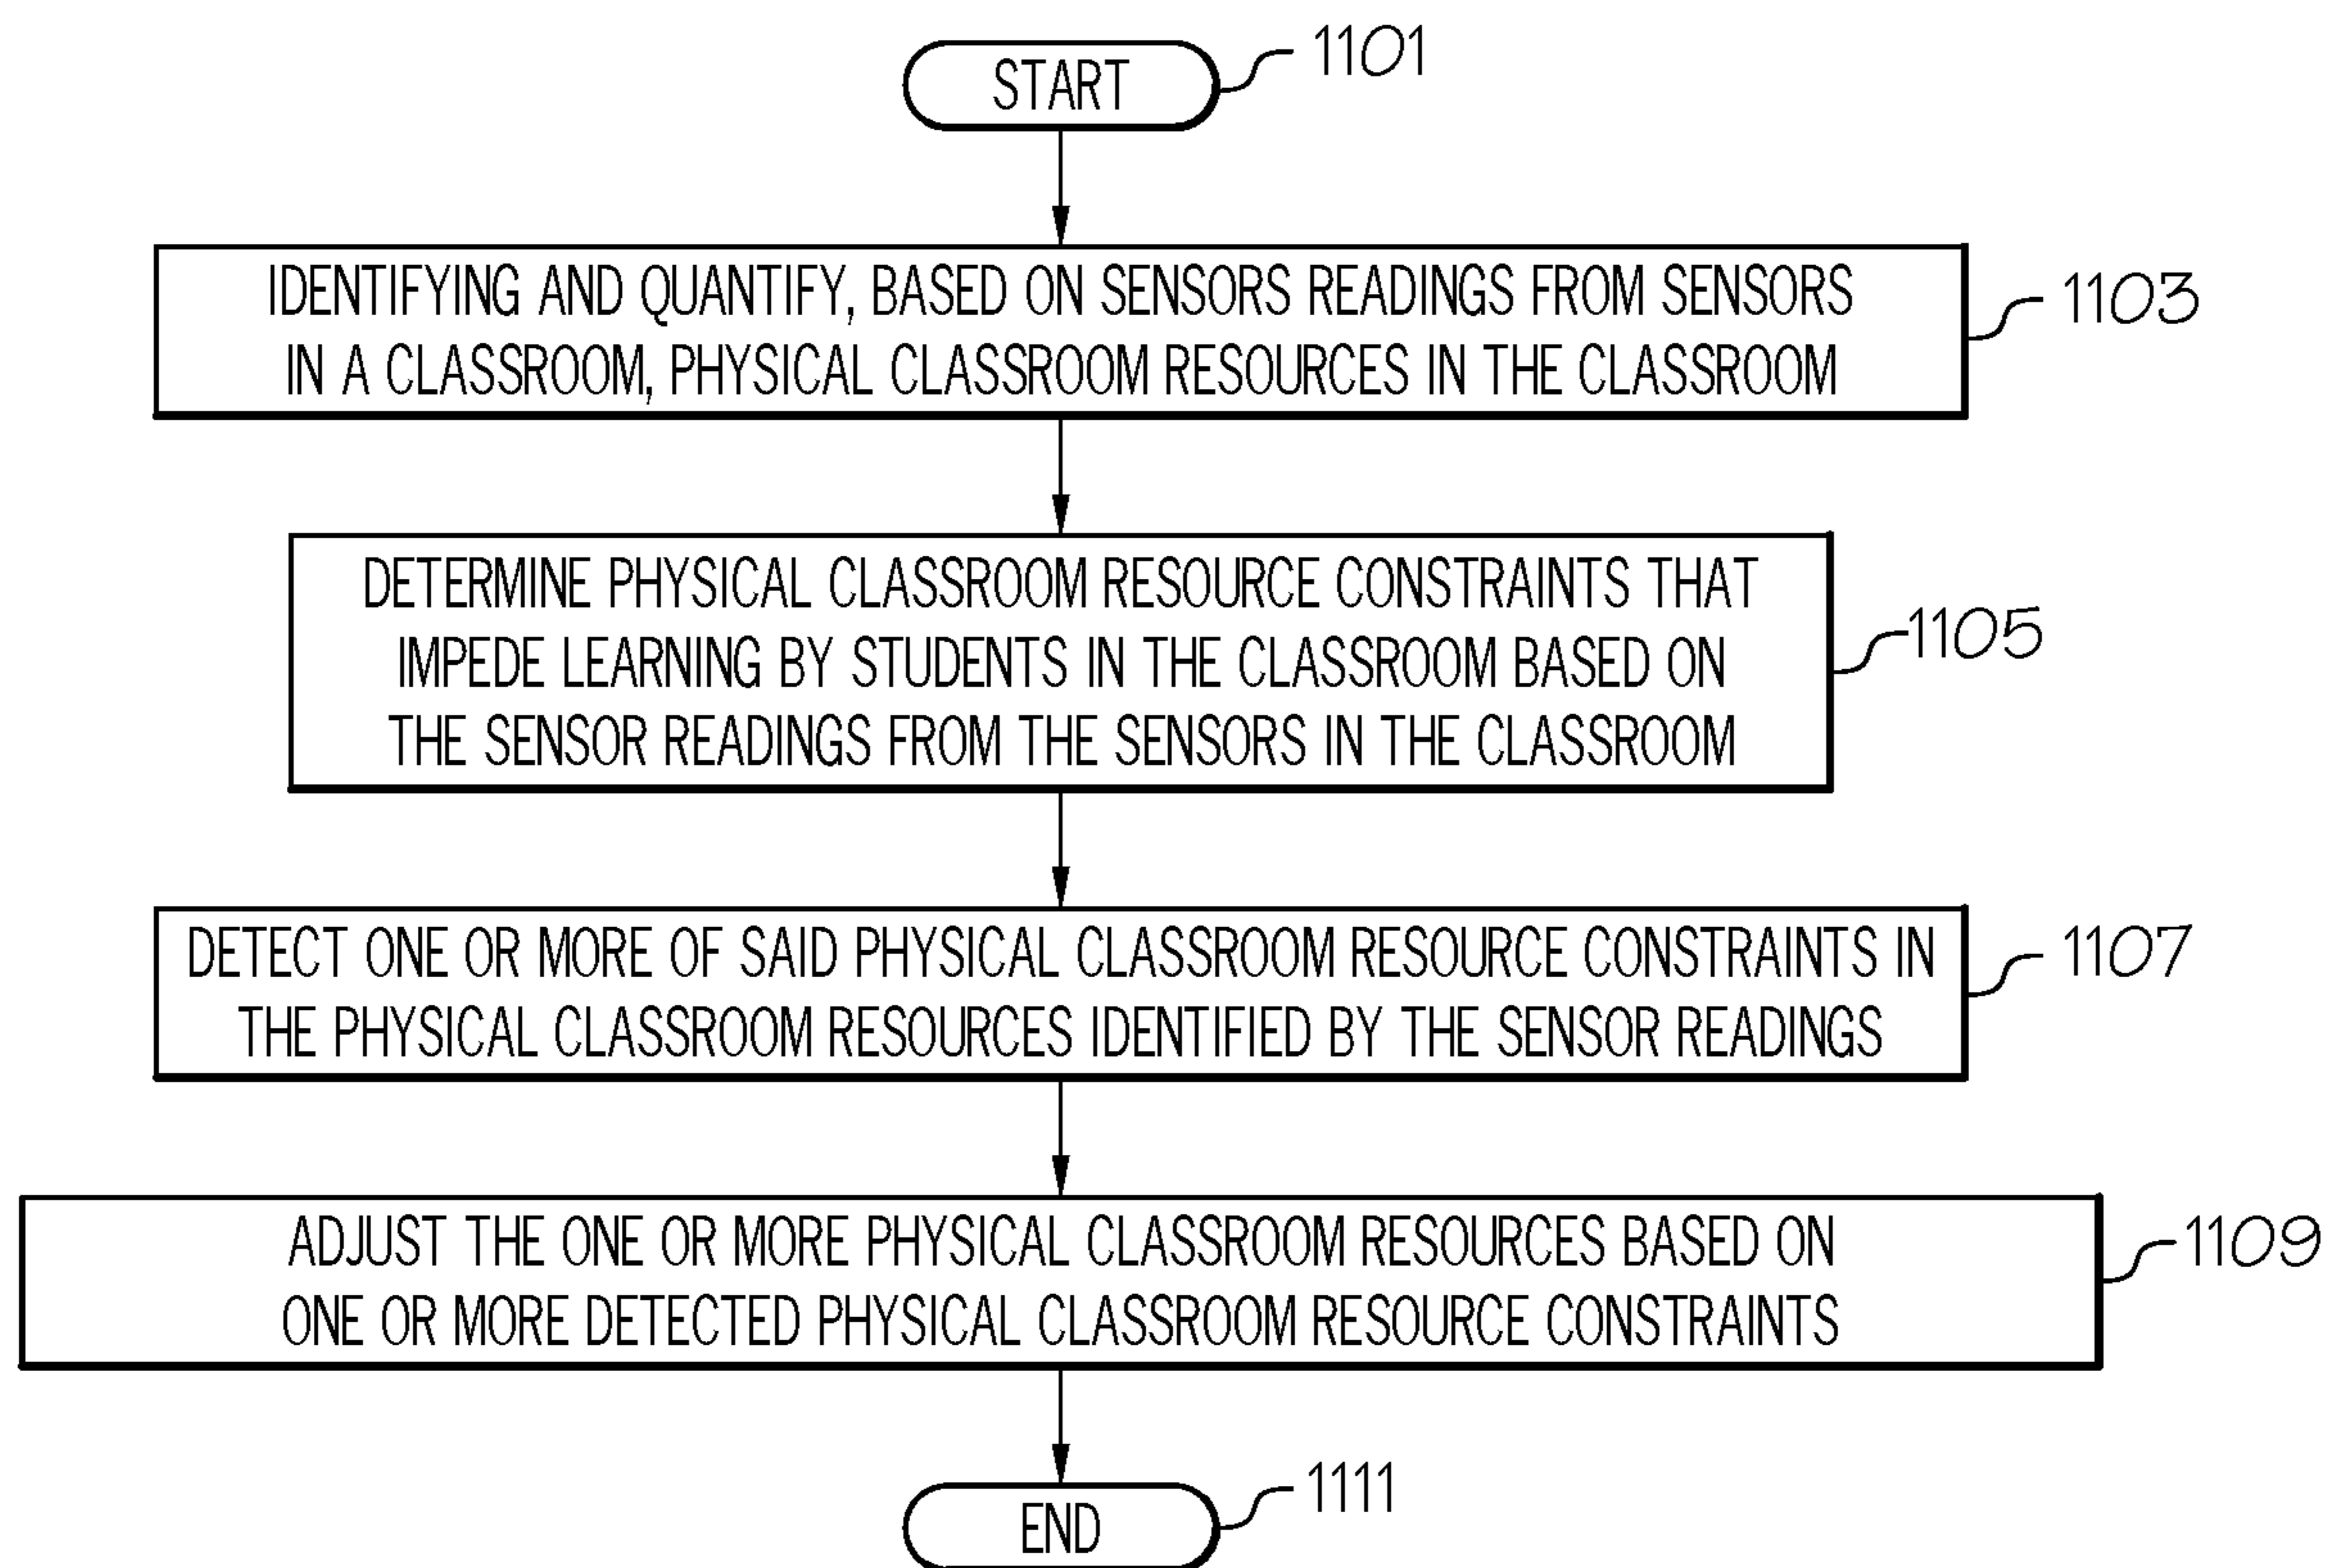 START
1101
IDENTIFYING AND QUANTIFY, BASED ON SENSORS READINGS FROM SENSORS
IN A CLASSROOM, PHYSICAL CLASSROOM RESOURCES IN THE CLASSROOM
1103
DETERMINE PHYSICAL CLASSROOM RESOURCE CONSTRAINTS THAT
IMPEDE LEARNING BY STUDENTS IN THE CLASSROOM BASED ON
THE SENSOR READINGS FROM THE SENSORS IN THE CLASSROOM
1105
DETECT ONE OR MORE OF SAID PHYSICAL CLASSROOM RESOURCE CONSTRAINTS IN
THE PHYSICAL CLASSROOM RESOURCES IDENTIFIED BY THE SENSOR READINGS
1107
ADJUST THE ONE OR MORE PHYSICAL CLASSROOM RESOURCES BASED ON
ONE OR MORE DETECTED PHYSICAL CLASSROOM RESOURCE CONSTRAINTS
1109
END
1111